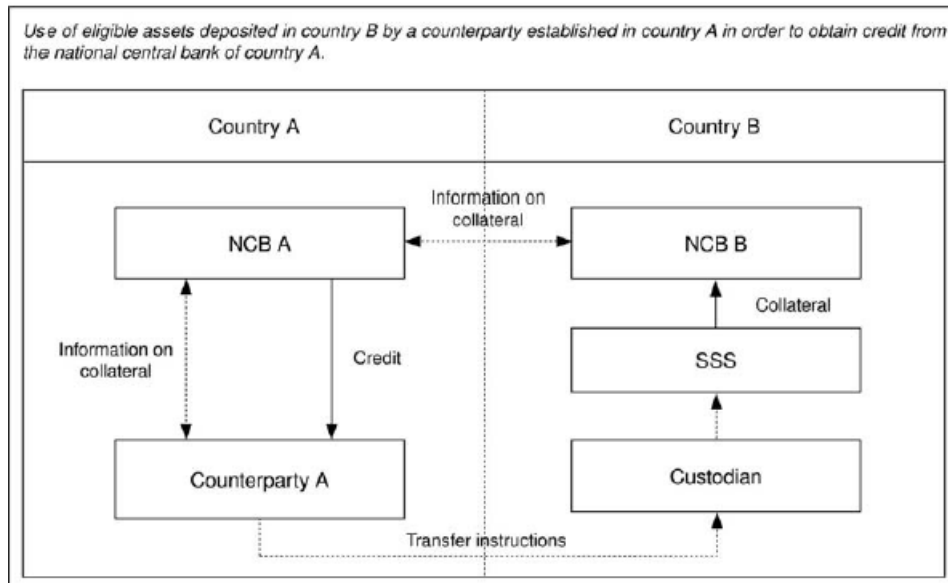 Use of eligible assets deposited in country B by a counterparty established in country A in order to obtain credit from
the national central bank of country A.
Country A
Country B
Information on
collateral
NCB A
NCB B
Collateral
Information on
collateral
Credit
SSS
Counterparty A
Custodian
Transfer instructions